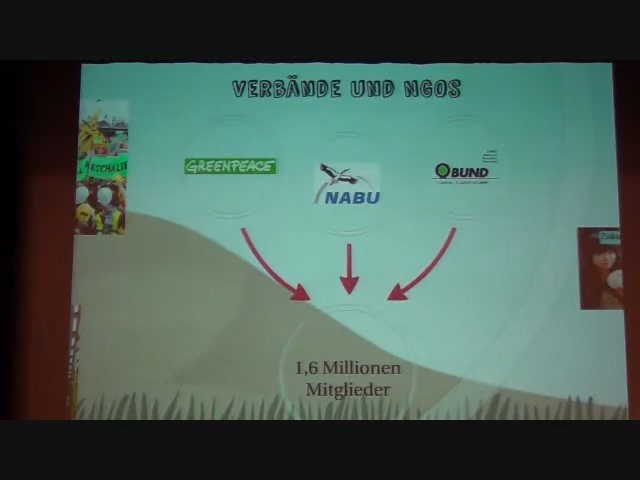 VERBÄNDE UND NGOS
GREENPEACE
NABU
BUND
1,6 Millionen
Mitglieder